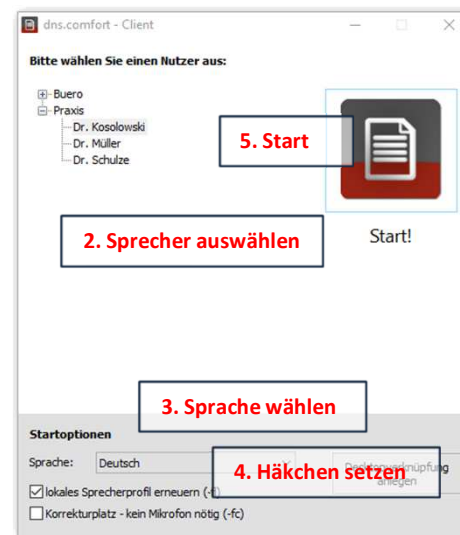 dns.comfort - Client
Bitte wählen Sie einen Nutzer aus:
Buero
Praxis
Dr. Kosolowski
Dr. Müller
Dr. Schulze
5. Start
2. Sprecher auswählen
Start!
3. Sprache wählen
Startoptionen
Sprache: Deutsch
4. Häkchen setzen
anlegen
lokales Sprecherprofil erneuern
Korrekturplatz - kein Mikrofon nötig (-fc)